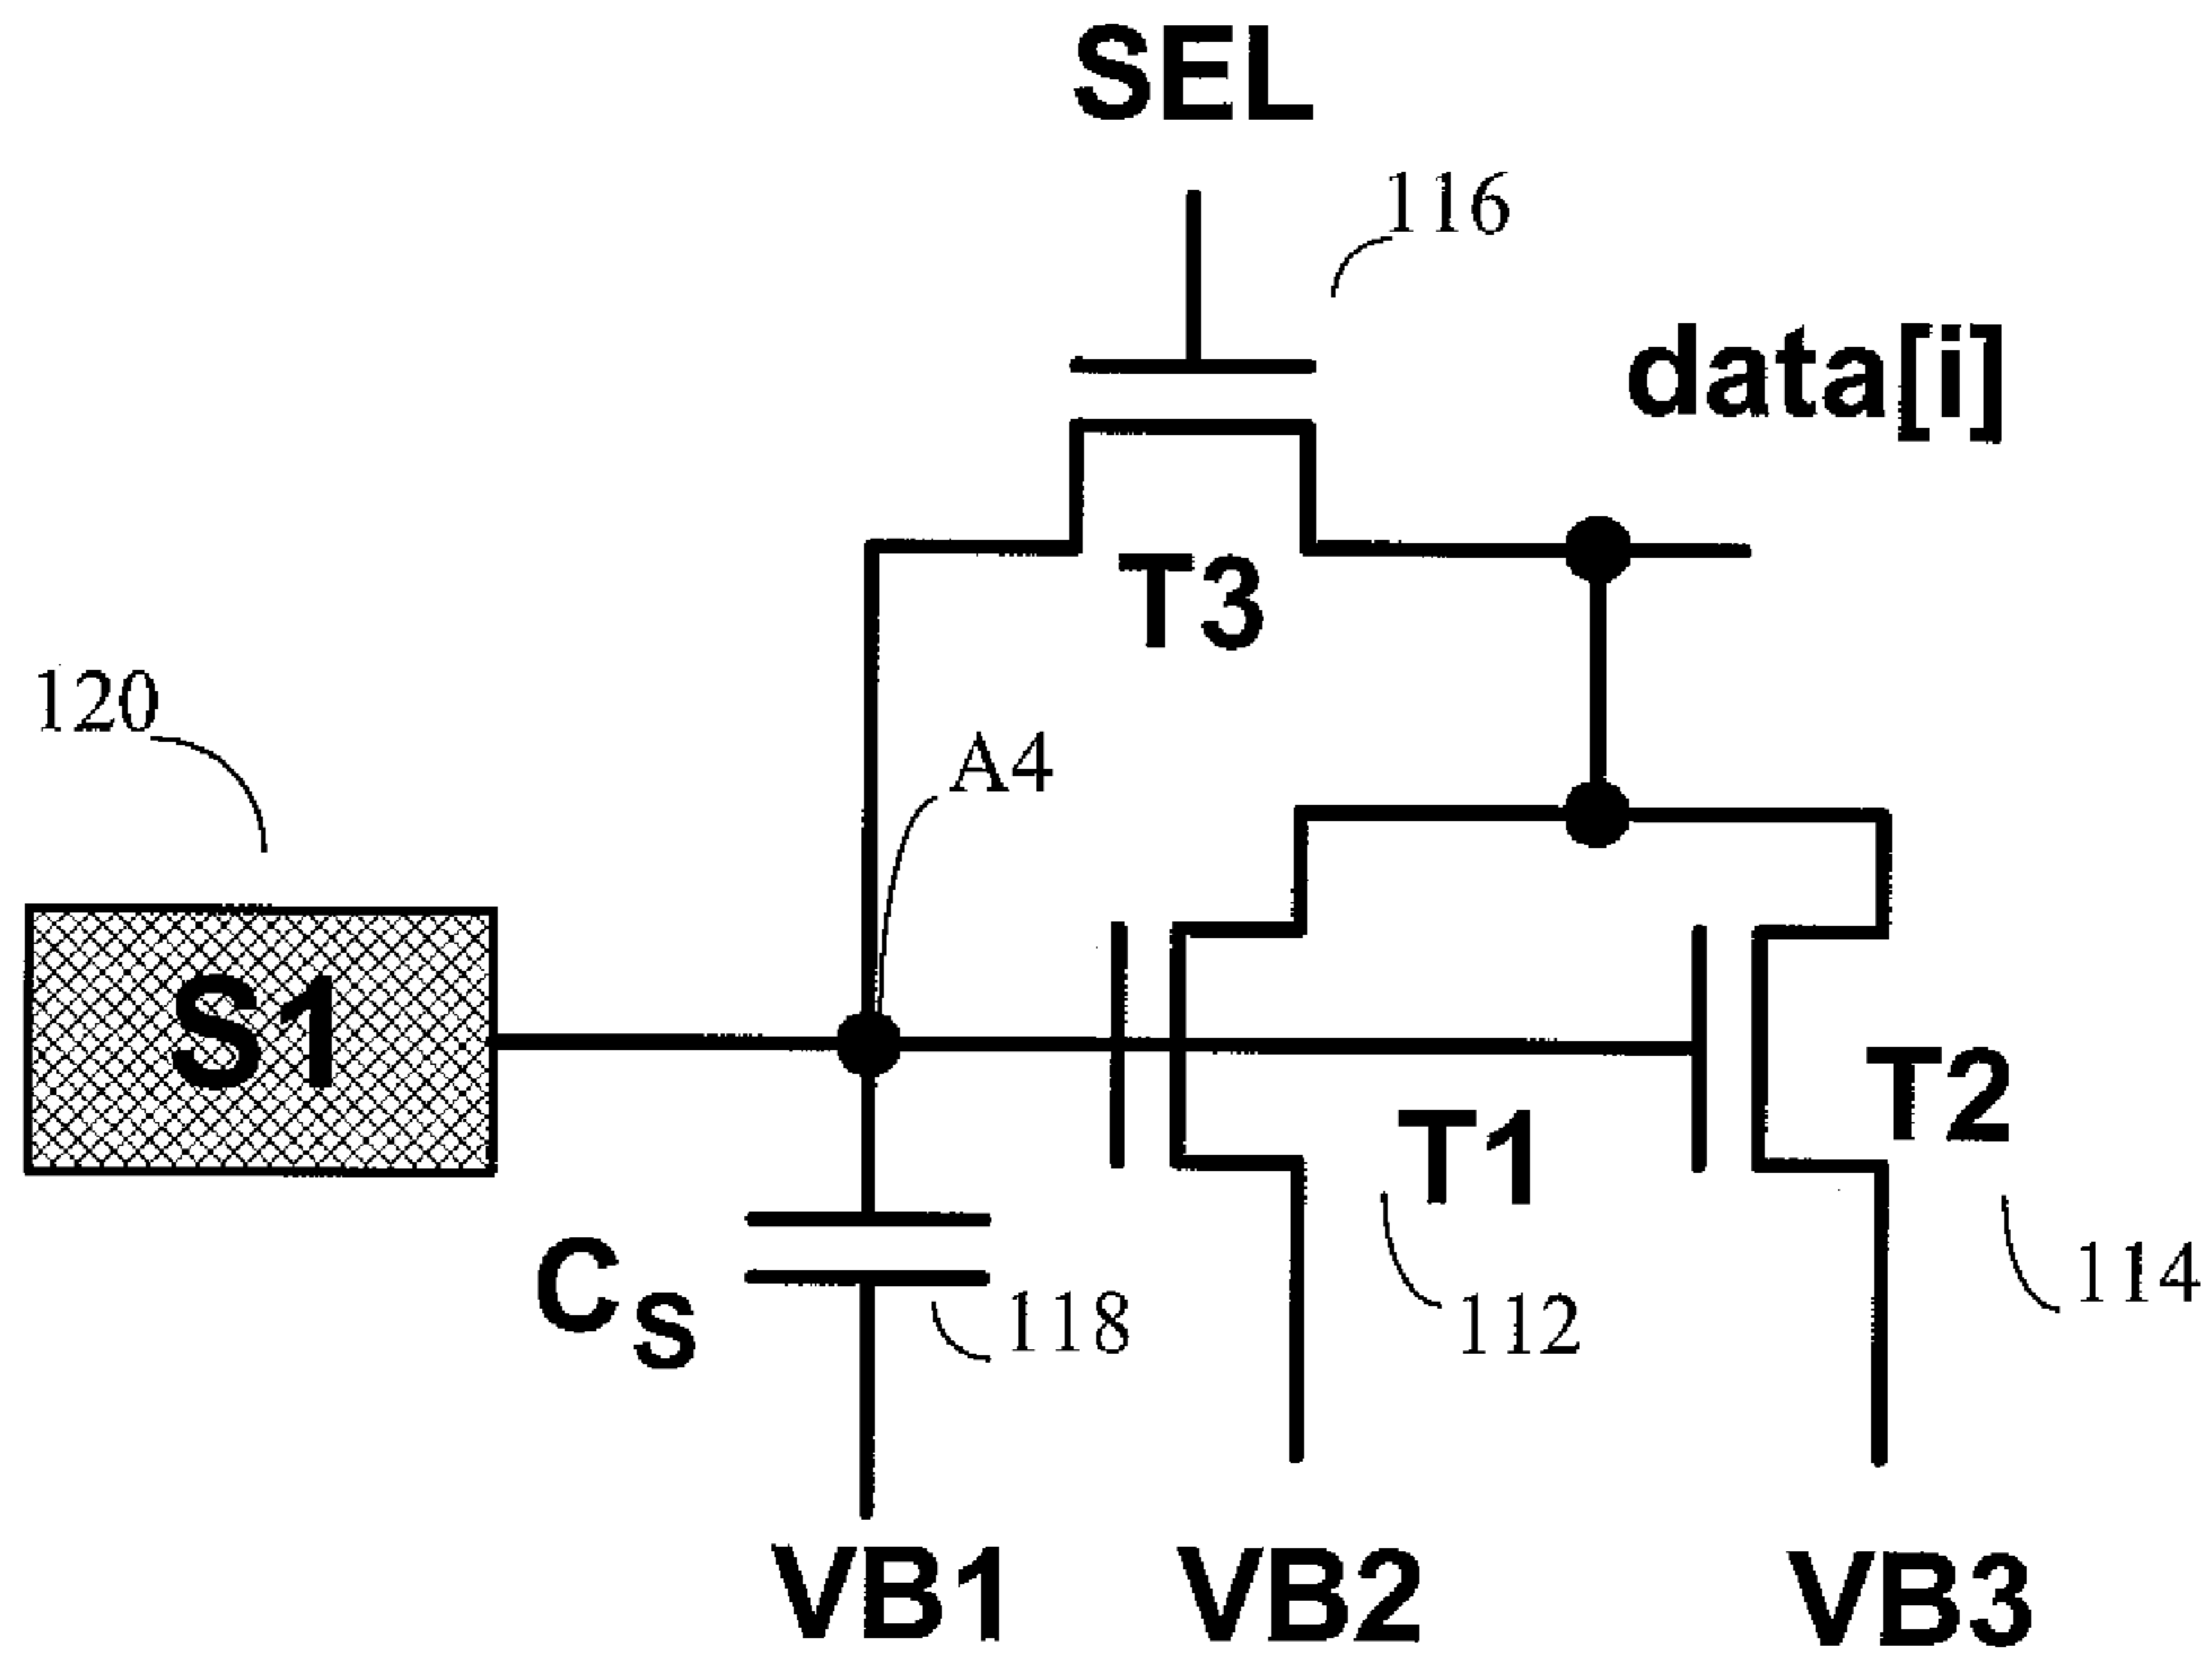 SEL
116
data[i]
T3
120
A4
S1
T2
T1
CS
118
112
114
VB1
VB2
VB3